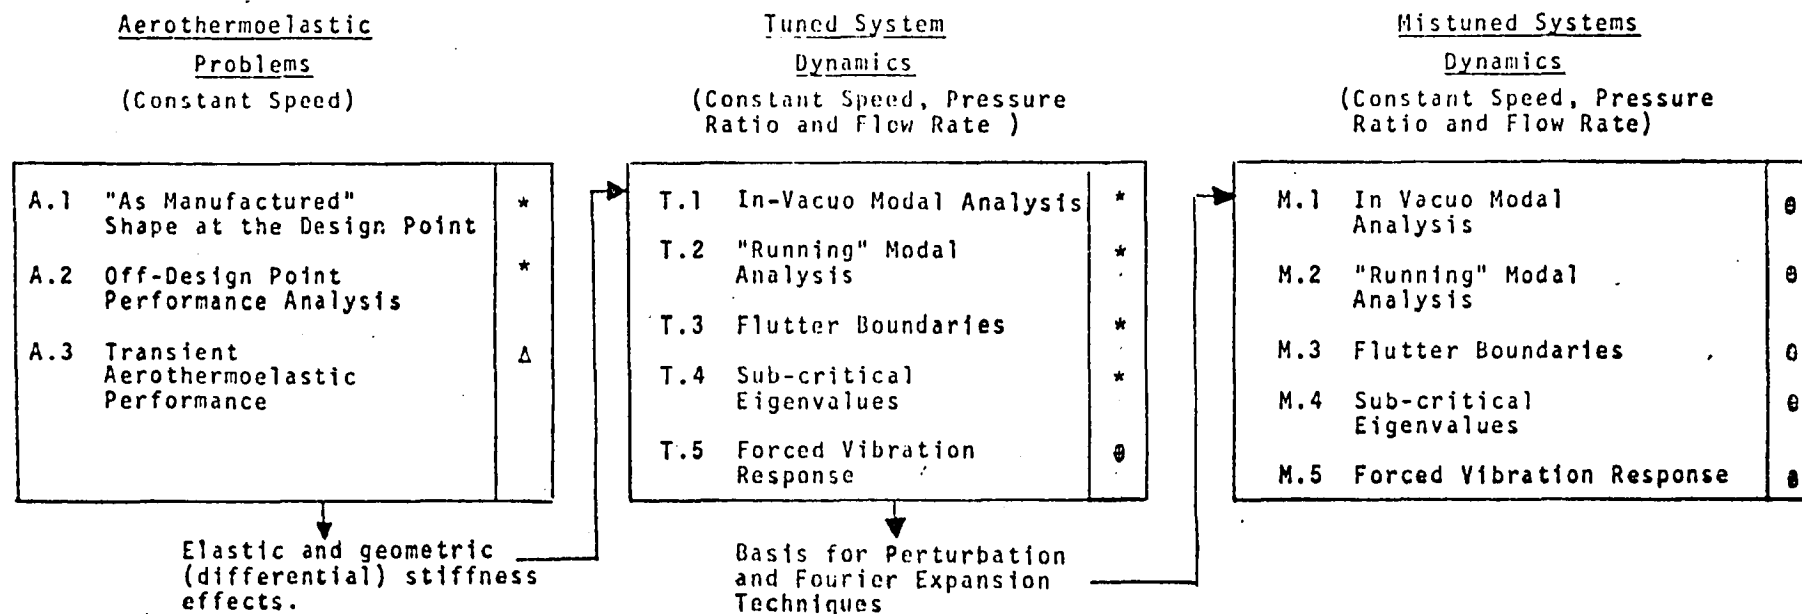 Aerothermoelastic
Problems
(Constant Speed)
A.1 "As Manufactured" *
Shape at the Design Point
A.2 Off-Design Point *
Performance Analysis
A.3 Transient Δ
Aerothermoelastic
Performance
Elastic and geometric
(differential) stiffness
effects.
Tuned System
Dynamics
(Constant Speed, Pressure
Ratio and Flow Rate )
T.1 In-Vacuo Modal Analysis *
T.2 "Running" Modal *
Analysis
T.3 Flutter Boundaries *
T.4 Sub-critical *
Eigenvalues
T.5 Forced Vibration θ
Response
Basis for Perturbation
and Fourier Expansion
Techniques
Mistuned Systems
Dynamics
(Constant Speed, Pressure
Ratio and Flow Rate)
M.1 In Vacuo Modal θ
Analysis
M.2 "Running" Modal θ
Analysis
M.3 Flutter Boundaries θ
M.4 Sub-critical θ
Eigenvalues
M.5 Forced Vibration Response θ